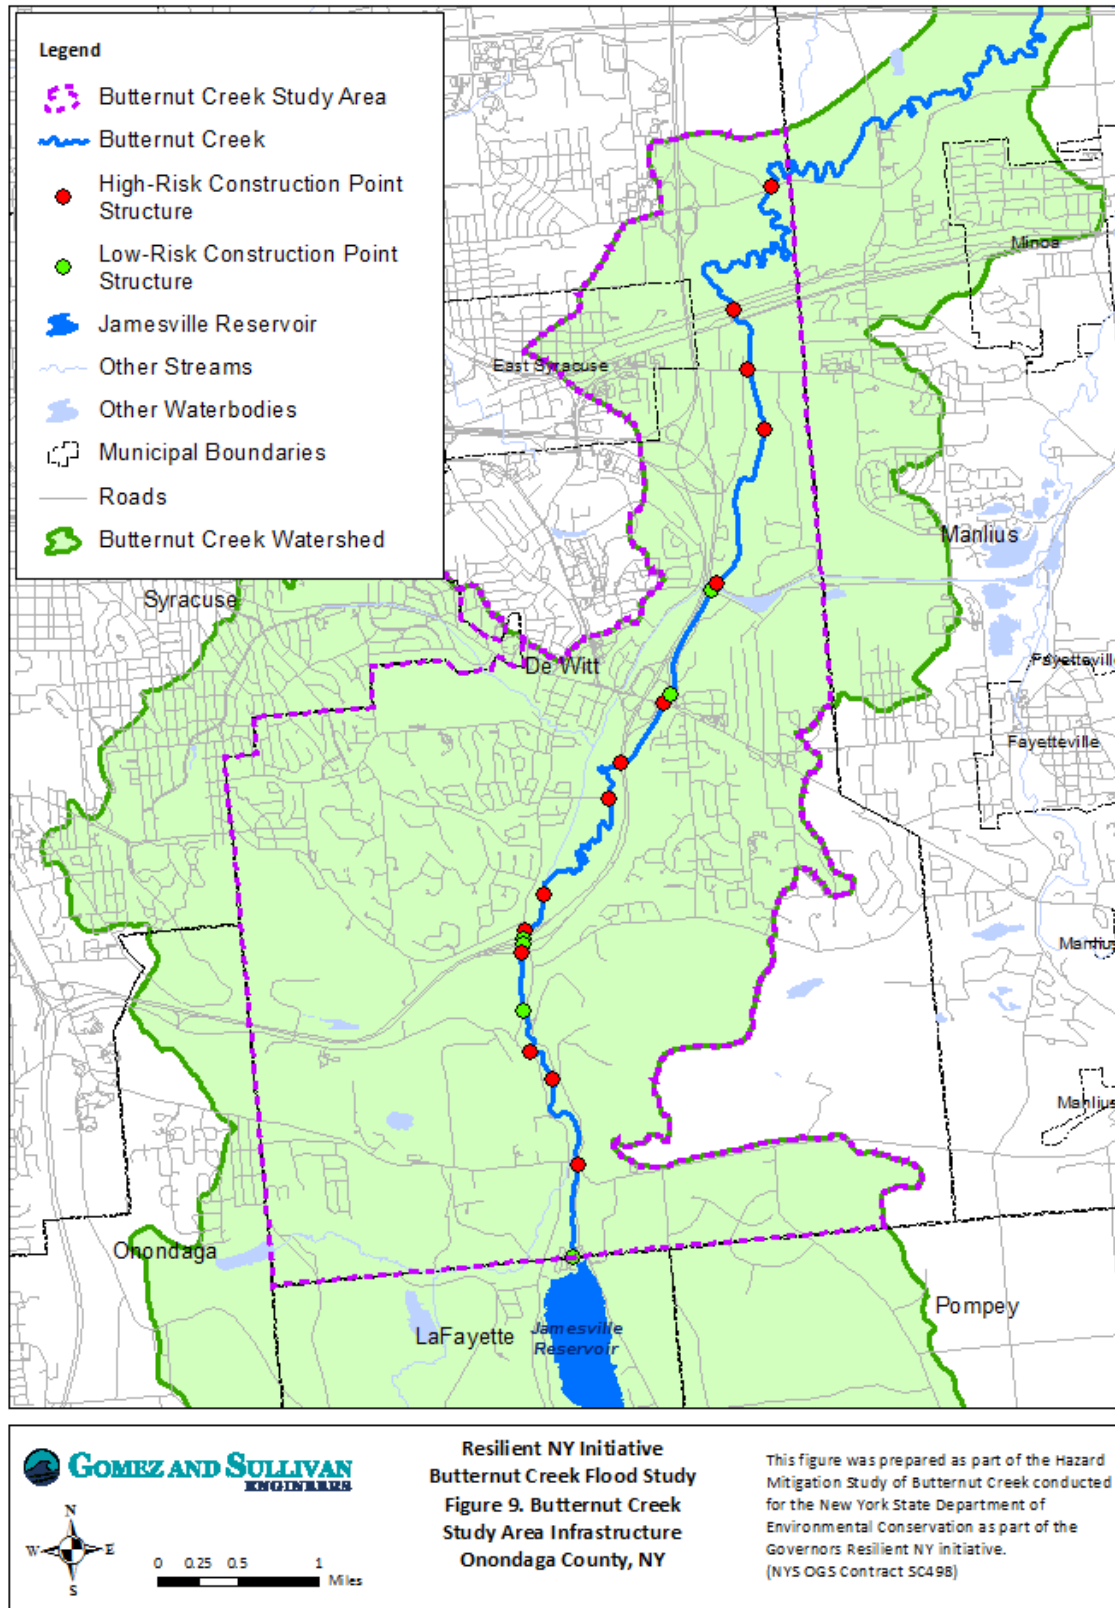 Legend
Butternut Creek Study Area
Butternut Creek
High-Risk Construction Point
Structure
Low-Risk Construction Point
Structure
Jamesville Reservoir
Other Streams
Other Waterbodies
Municipal Boundaries
Roads
Butternut Creek Watershed
Minoa
East Syracuse
Manlius
Syracuse
De Witt
Fayetteville
Fayetteville
Manlius
Manlius
Onondaga
Pompey
LaFayette
Jamesville
Reservoir
GOMEZ AND SULLIVAN
ENGINEERS
N
W E
S
0 0.25 0.5 1
Miles
Resilient NY Initiative
Butternut Creek Flood Study
Figure 9. Butternut Creek
Study Area Infrastructure
Onondaga County, NY
This figure was prepared as part of the Hazard
Mitigation Study of Butternut Creek conducted
for the New York State Department of
Environmental Conservation as part of the
Governors Resilient NY initiative.
(NYS OGS Contract SC498)